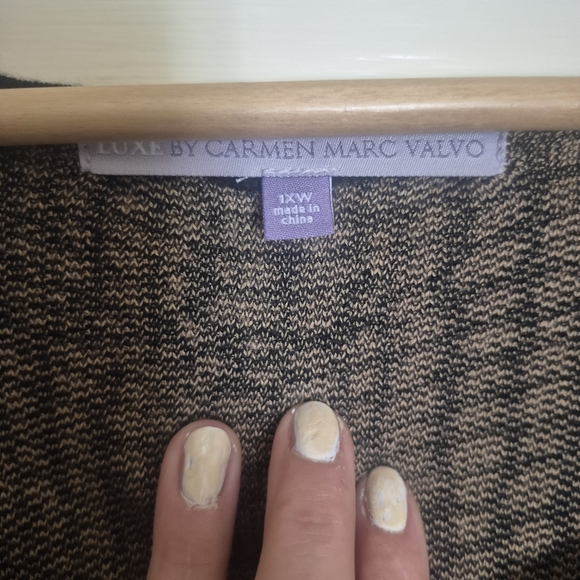 LUXE BY CARMEN MARC VALVO
1XW
made in
china